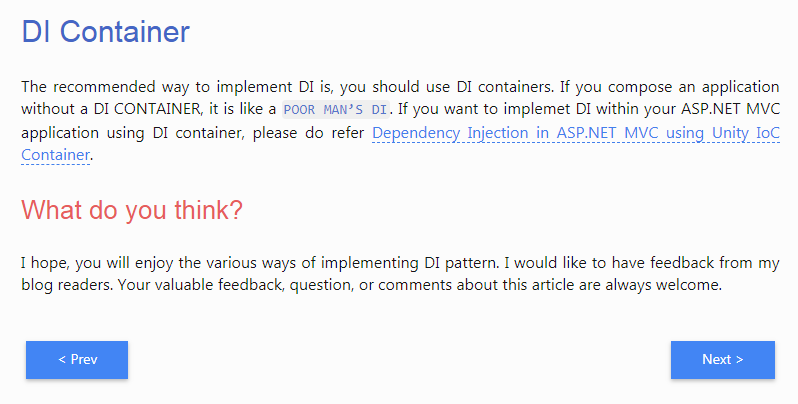 DI Container
The recommended way to implement DI is, you should use DI containers. If you compose an application
without a DI CONTAINER, it is like a POOR MAN’S DI. If you want to implemet DI within your ASP.NET MVC
application using DI container, please do refer Dependency Injection in ASP.NET MVC using Unity IoC
Container.
What do you think?
I hope, you will enjoy the various ways of implementing DI pattern. I would like to have feedback from my
blog readers. Your valuable feedback, question, or comments about this article are always welcome.
< Prev
Next >